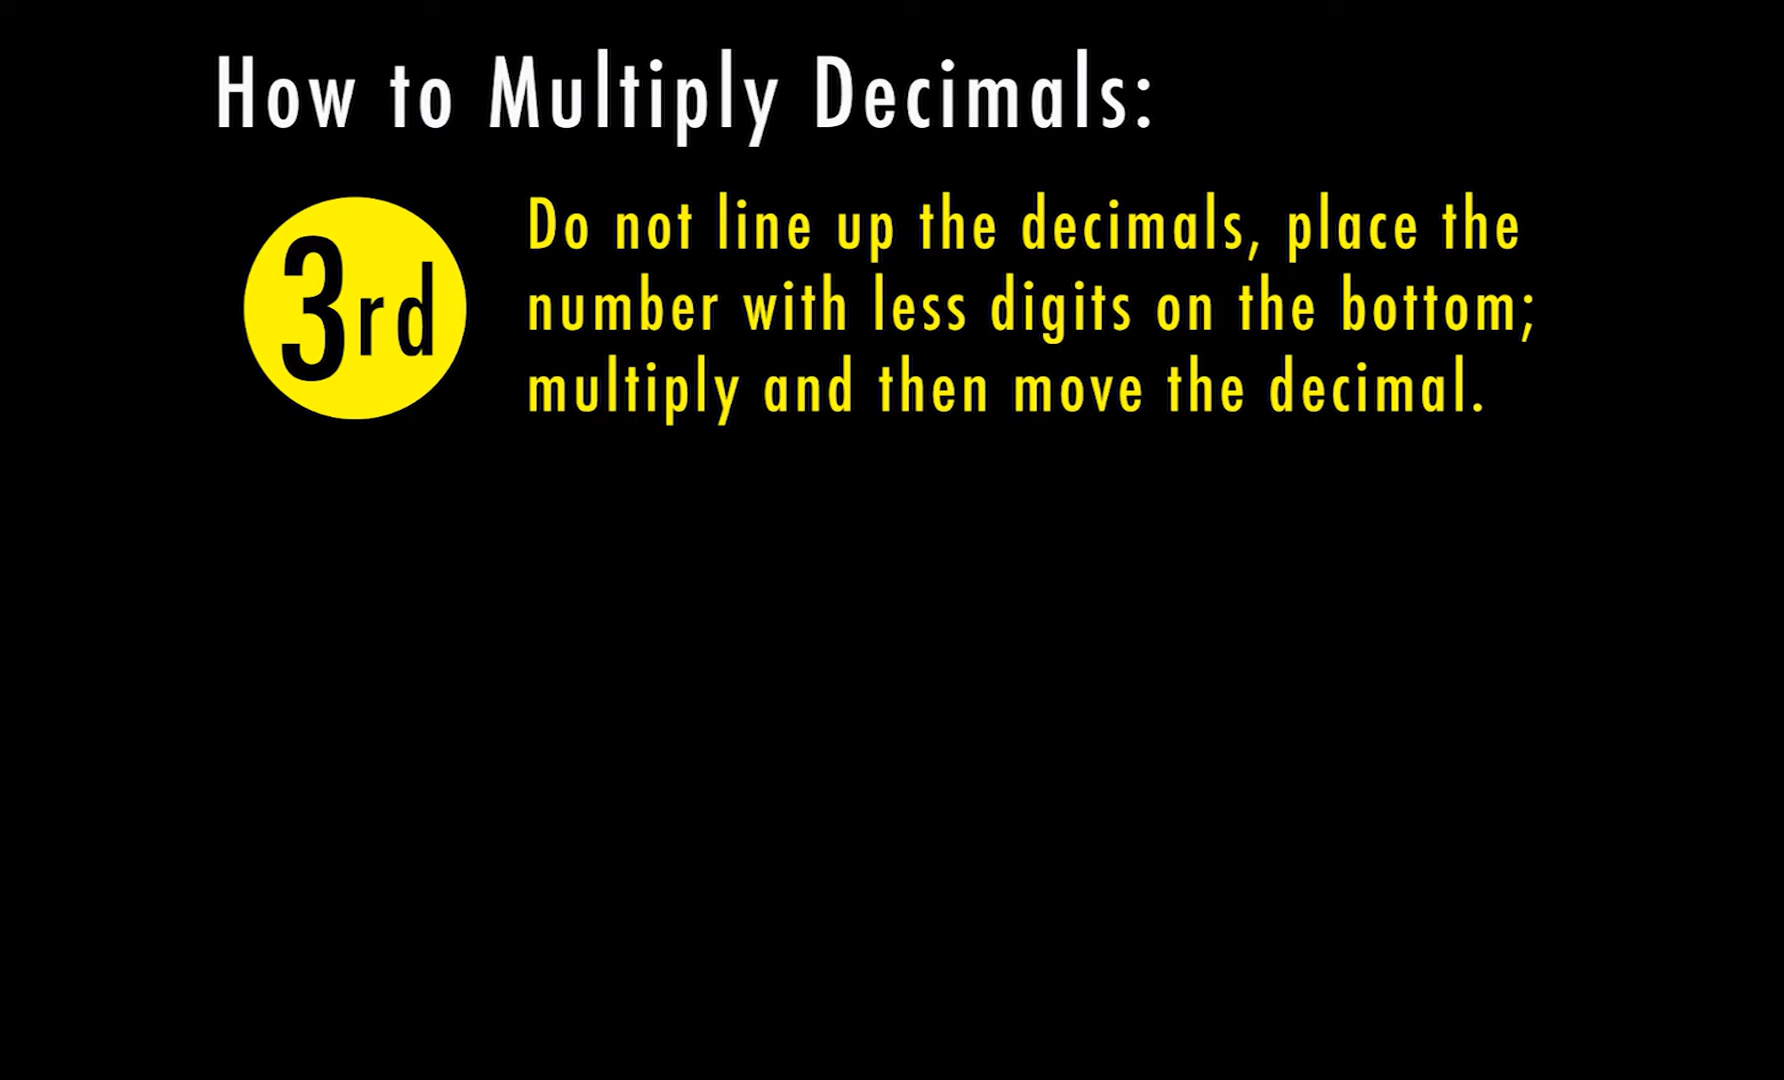 How to Multiply Decimals:
3rd
Do not line up the decimals, place the
number with less digits on the bottom;
multiply and then move the decimal.